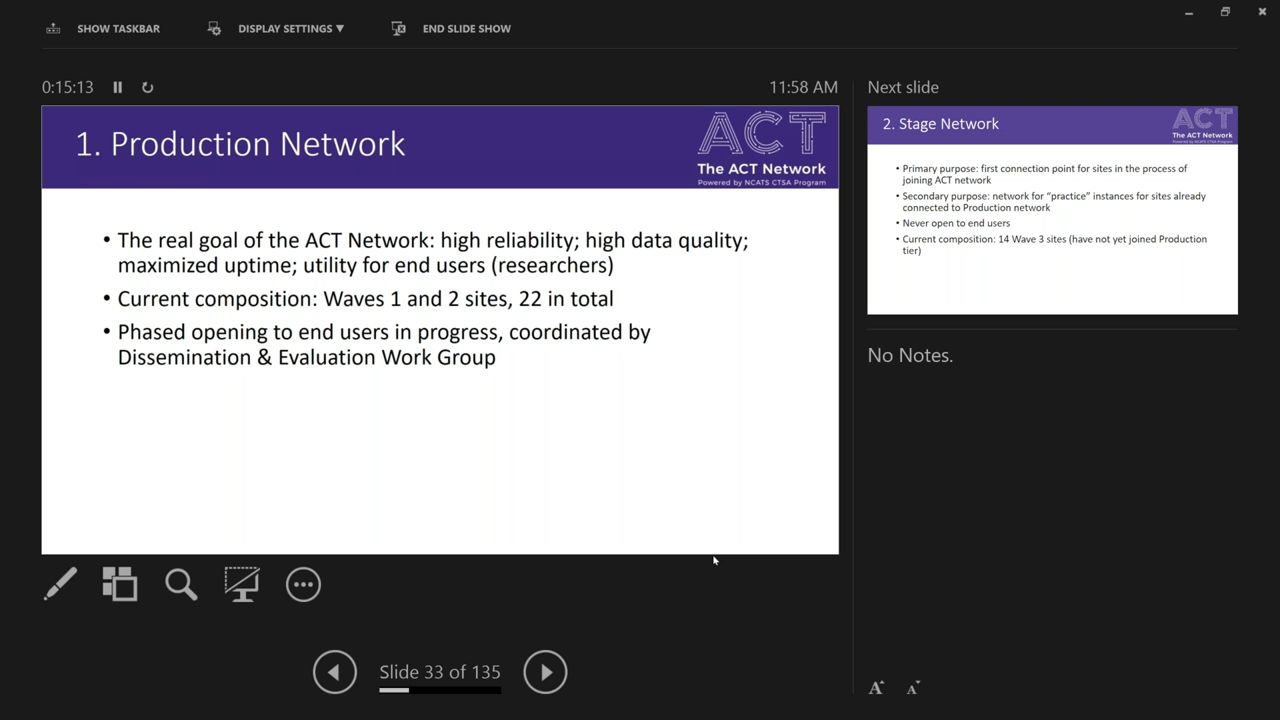 SHOW TASKBAR
DISPLAY SETTINGS ▼
END SLIDE SHOW
0:15:13
11:58 AM
1. Production Network
ACT
The ACT Network
Powered by NCATS CTSA Program
• The real goal of the ACT Network: high reliability; high data quality;
maximized uptime; utility for end users (researchers)
• Current composition: Waves 1 and 2 sites, 22 in total
• Phased opening to end users in progress, coordinated by
Dissemination & Evaluation Work Group
Slide 33 of 135
Next slide
2. Stage Network
ACT
The ACT Network
Powered by NCATS CTSA Program
• Primary purpose: first connection point for sites in the process of
joining ACT network
• Secondary purpose: network for “practice” instances for sites already
connected to Production network
• Never open to end users
• Current composition: 14 Wave 3 sites (have not yet joined Production
tier)
No Notes.
A A